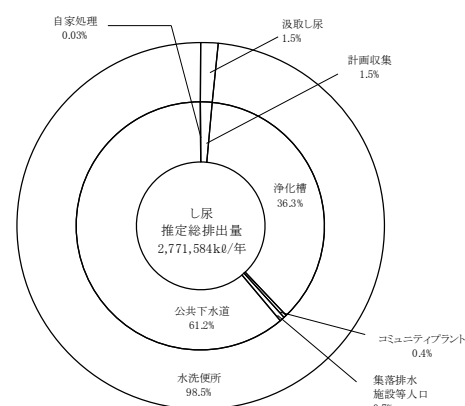 自家処理
0.03%
汲取し尿
1.5%
計画収集
1.5%
浄化槽
36.3%
し尿
推定総排出量
2,771,584kℓ/年
公共下水道
61.2%
コミュニティプラント
0.4%
水洗便所
98.5%
集落排水
施設等人口